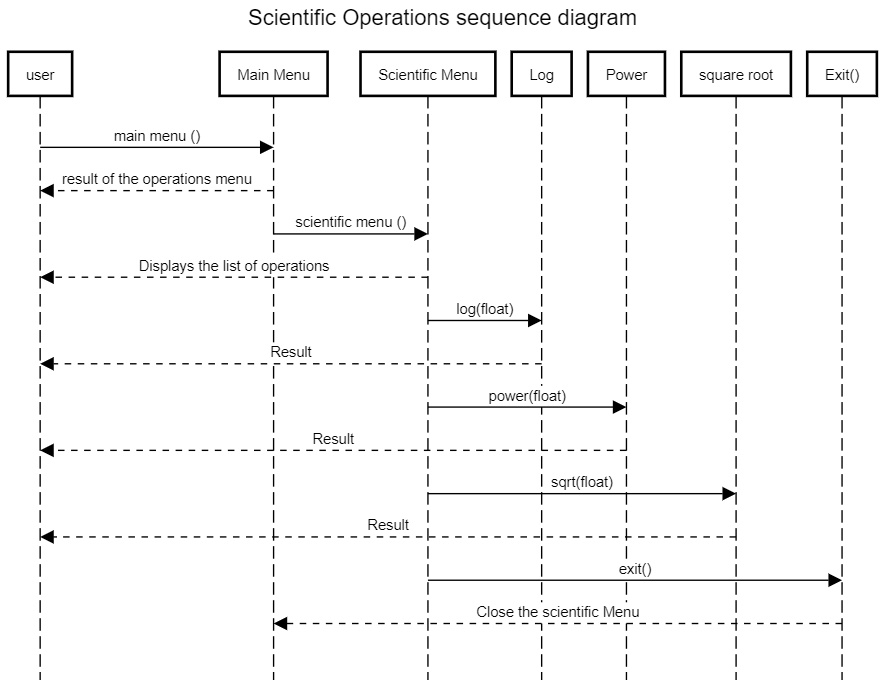 Scientific Operations sequence diagram
user
Main Menu
Scientific Menu
Log
Power
square root
Exit()
main menu ()
result of the operations menu
scientific menu ()
Displays the list of operations
log(float)
Result
power(float)
Result
sqrt(float)
Result
exit()
Close the scientific Menu